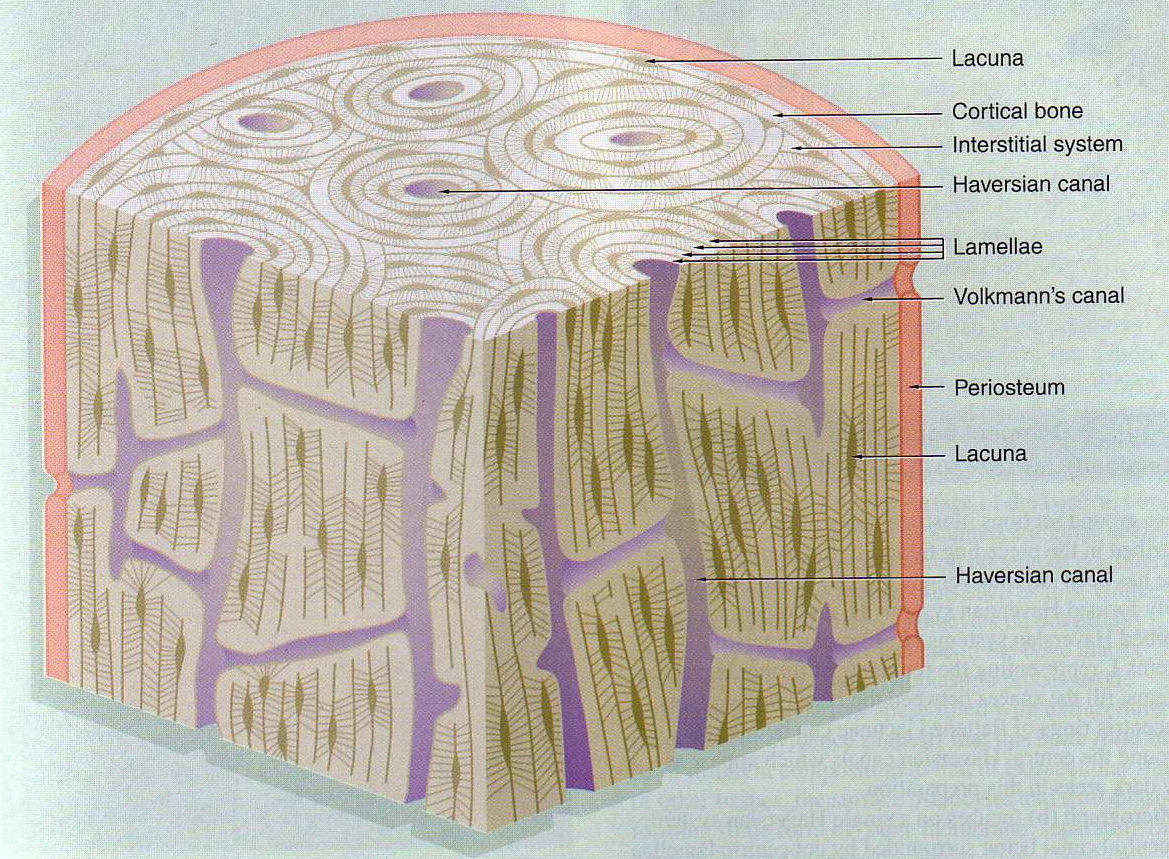 Lacuna
Cortical bone
Interstitial system
Haversian canal
Lamellae
Volkmann's canal
Periosteum
Lacuna
Haversian canal